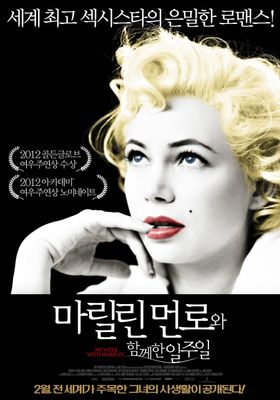 세계 최고 섹시스타의 은밀한 로맨스!
2012 골든글로브
여우주연상 수상
2012 아카데미
여우주연상 노미네이트
마릴린 먼로와
MY WEEK
WITH MARILYN
함께한 일주일
2월, 전 세계가 주목한 그녀의 사생활이 공개된다!